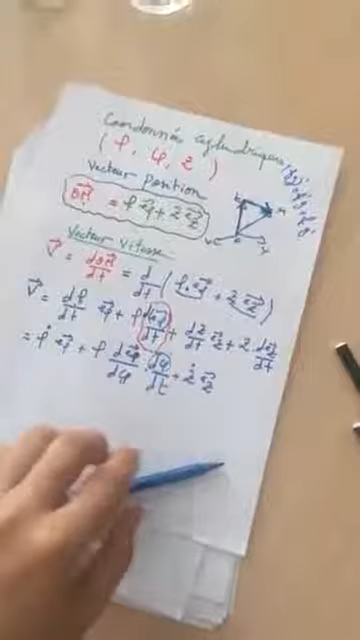 Coordonnées cylindriques
( ρ, φ, z )
Vecteur Position
OM⃗ = ρ e⃗ρ + z e⃗z
Vecteur Vitesse
V⃗ = dOM⃗/dt = d/dt ( ρ e⃗ρ + z e⃗z )
V⃗ = dρ/dt e⃗ρ + ρ de⃗ρ/dt + dz/dt e⃗z + z de⃗z/dt
= ρ̇ e⃗ρ + ρ de⃗ρ/dφ dφ/dt + ż e⃗z